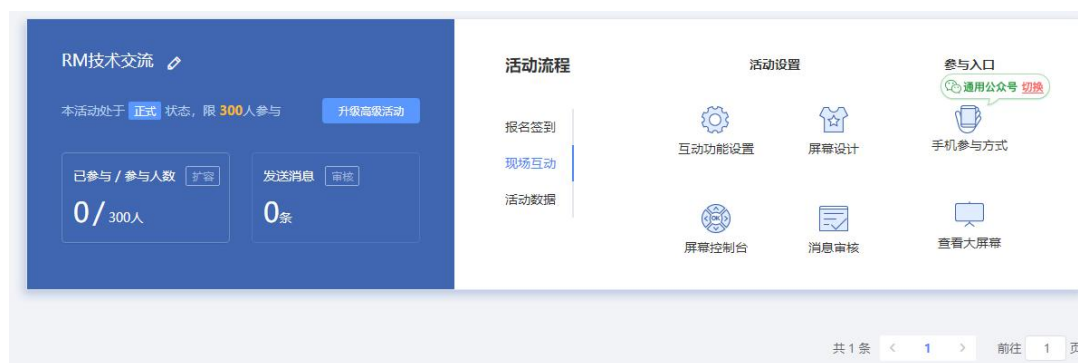 RM技术交流
本活动处于 正式 状态，限 300人参与 升级高级活动
已参与 / 参与人数 扩容
0/ 300人
发送消息 审核
0条
活动流程
报名签到
现场互动
活动数据
活动设置
互动功能设置
屏幕设计
屏幕控制台
消息审核
参与入口
通用公众号 切换
手机参与方式
查看大屏幕
共 1 条 < 1 > 前往 1 页